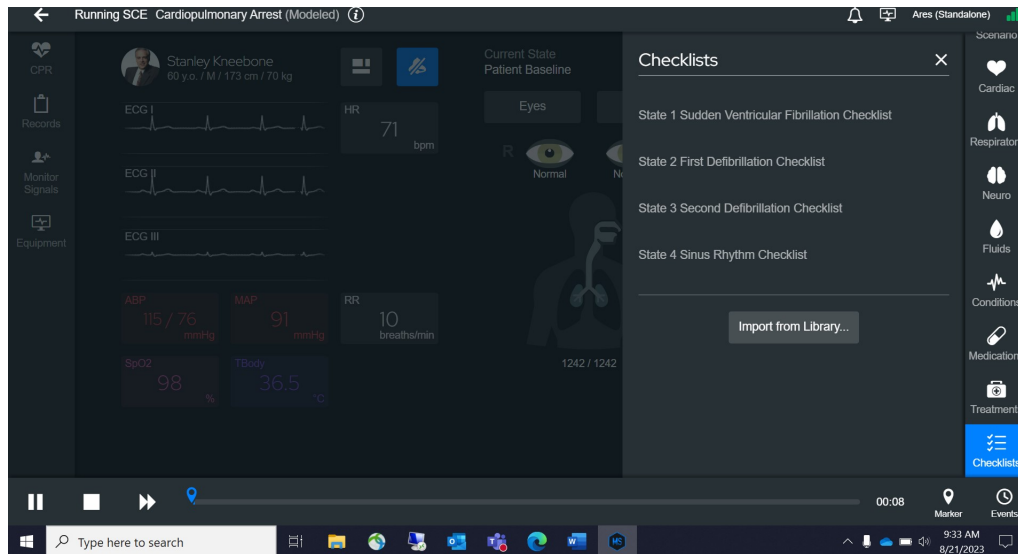 Running SCE Cardiopulmonary Arrest (Modeled) i
Ares (Standalone)
CPR
Records
Monitor
Signals
Equipment
Stanley Kneebone
60 y.o. / M / 173 cm / 70 kg
ECG I
HR
71
bpm
ECG II
ECG III
ABP
115 / 76
mmHg
MAP
91
mmHg
RR
10
breaths/min
SpO2
98
%
TBody
36.5
°C
Current State
Patient Baseline
Eyes
R
Normal
1242 / 1242
Checklists
State 1 Sudden Ventricular Fibrillation Checklist
State 2 First Defibrillation Checklist
State 3 Second Defibrillation Checklist
State 4 Sinus Rhythm Checklist
Import from Library...
Scenario
Cardiac
Respirator
Neuro
Fluids
Conditions
Medication
Treatment
Checklists
00:08
Marker
Events
Type here to search
9:33 AM
8/21/2023